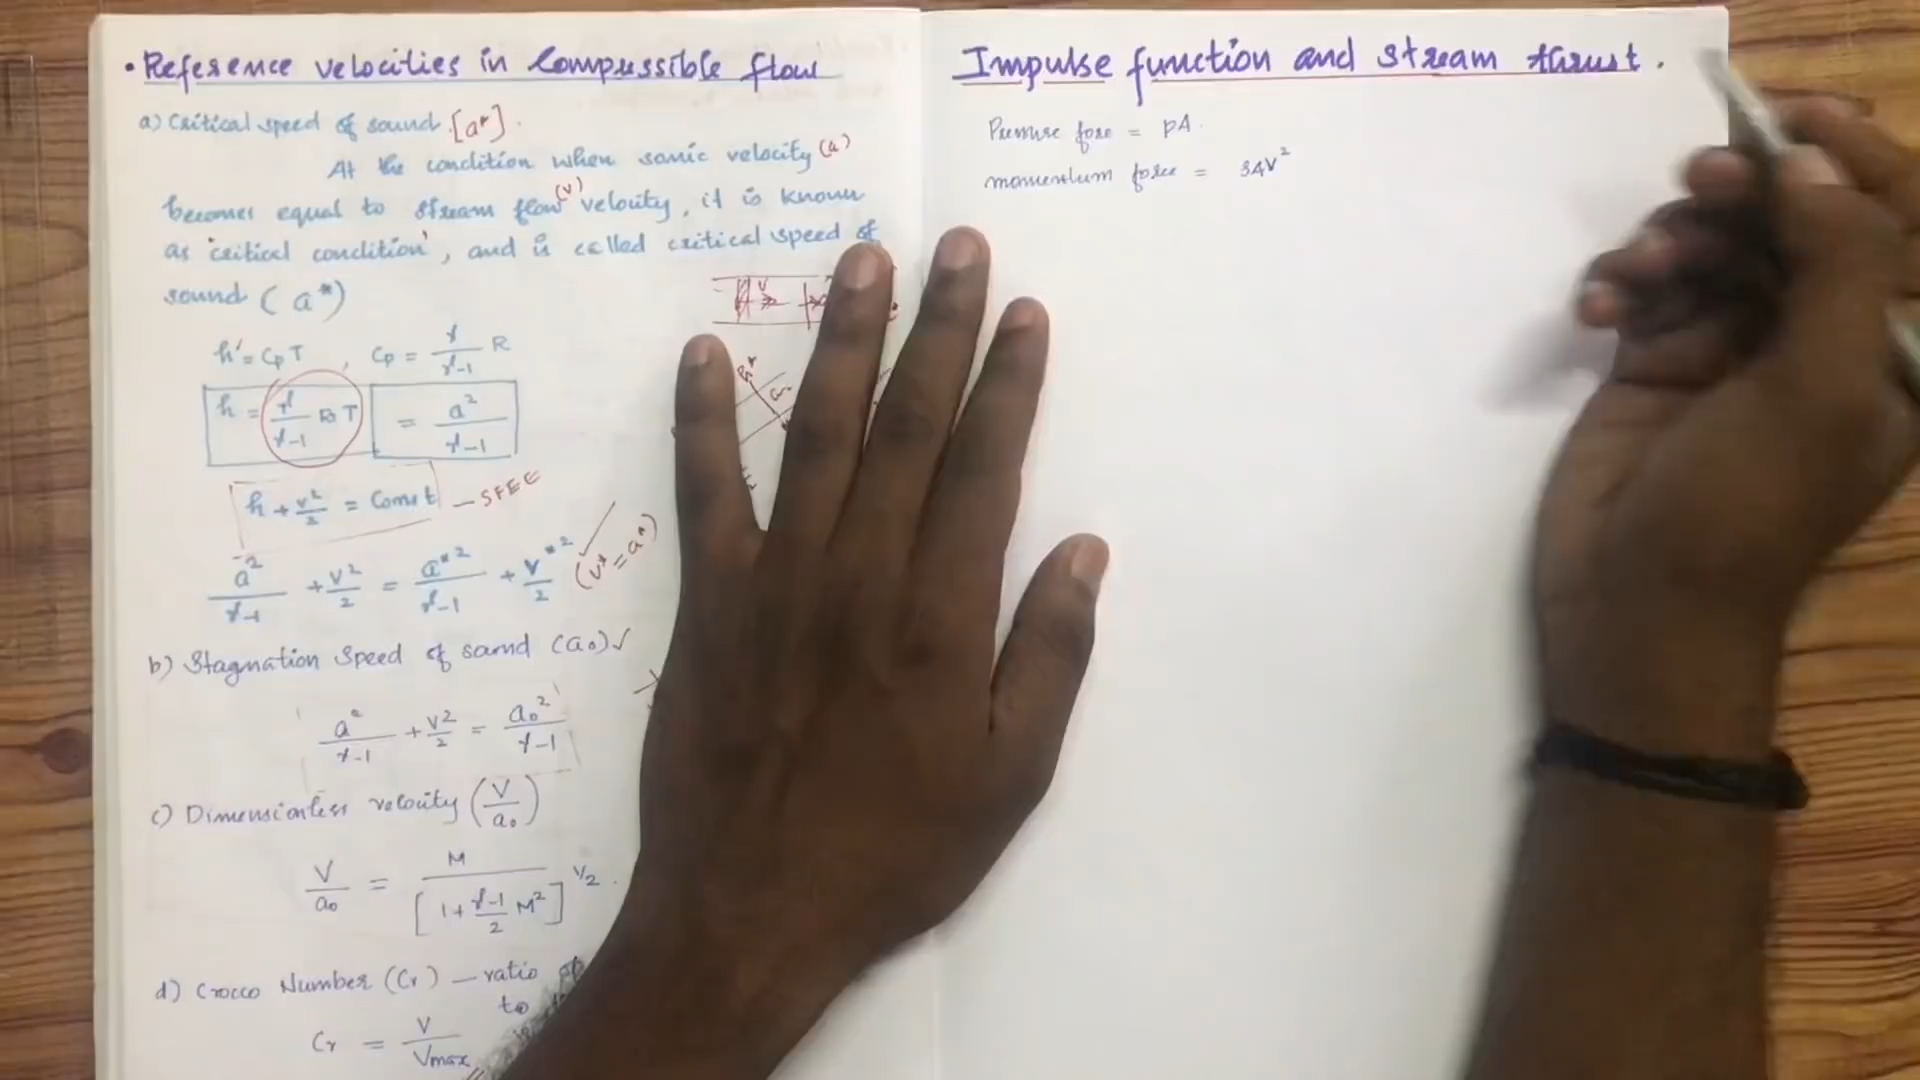 • Reference velocities in Compressible flow
a) Critical speed of sound. [a*].
At the condition when sonic velocity (a)
becomes equal to stream flow (v) velocity, it is known
as 'critical condition', and is called critical speed of
sound (a*)
h = CpT , Cp = γ/γ-1 R
h = γ/γ-1 RT = a²/γ-1
h + v²/2 = Const — SFEE
a²/γ-1 + v²/2 = a*²/γ-1 + v*²/2 (v* = a*)
b) Stagnation Speed of sound (a₀) ✓
a²/γ-1 + v²/2 = a₀²/γ-1
c) Dimensionless velocity (V/a₀)
V/a₀ = M/[1 + γ-1/2 M²]^1/2.
d) Crocco Number (Cr) — ratio of
to
Cr = V/Vmax
Impulse function and stream thrust.
Pressure force = PA.
momentum force = ρAV²